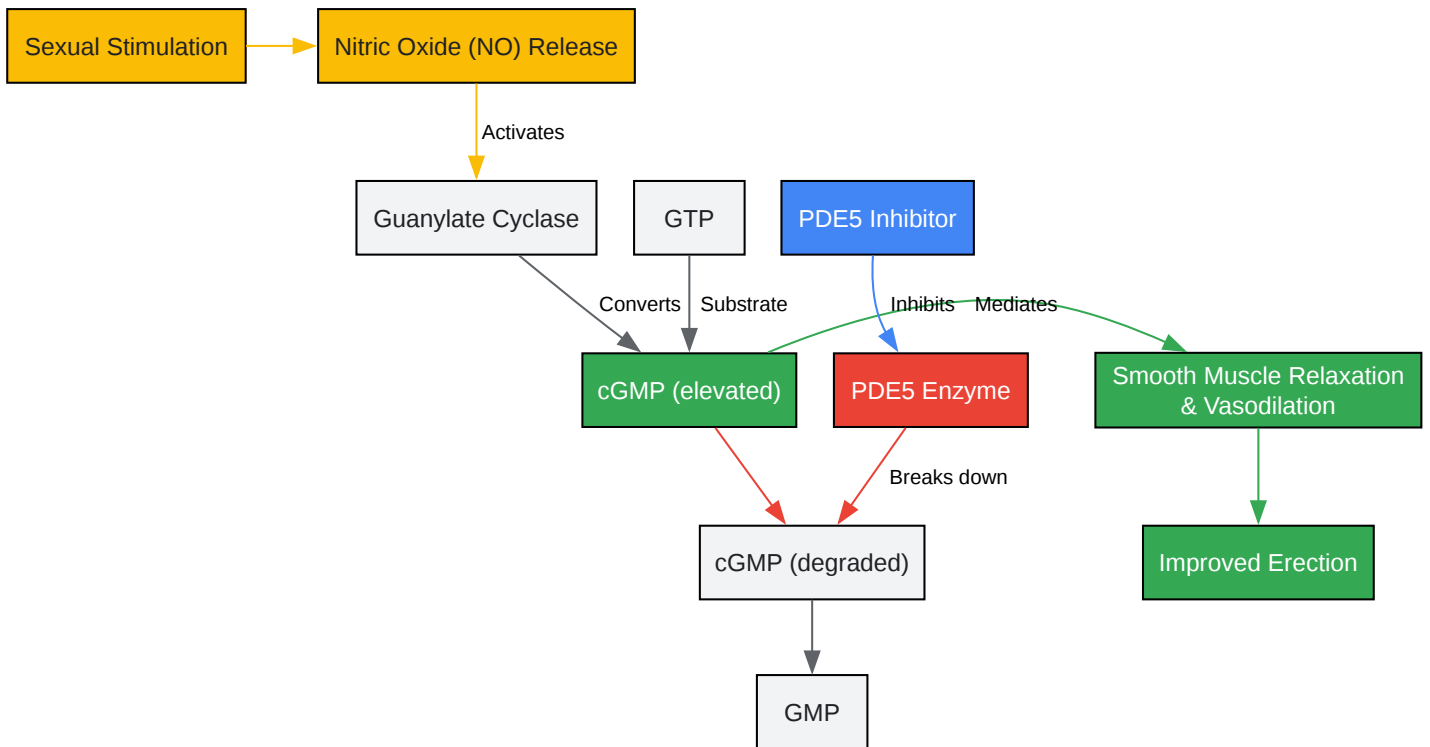 Sexual Stimulation
Nitric Oxide (NO) Release
Activates
Guanylate Cyclase
GTP
PDE5 Inhibitor
Converts
Substrate
Inhibits
Mediates
cGMP (elevated)
PDE5 Enzyme
Smooth Muscle Relaxation
& Vasodilation
Breaks down
cGMP (degraded)
Improved Erection
GMP